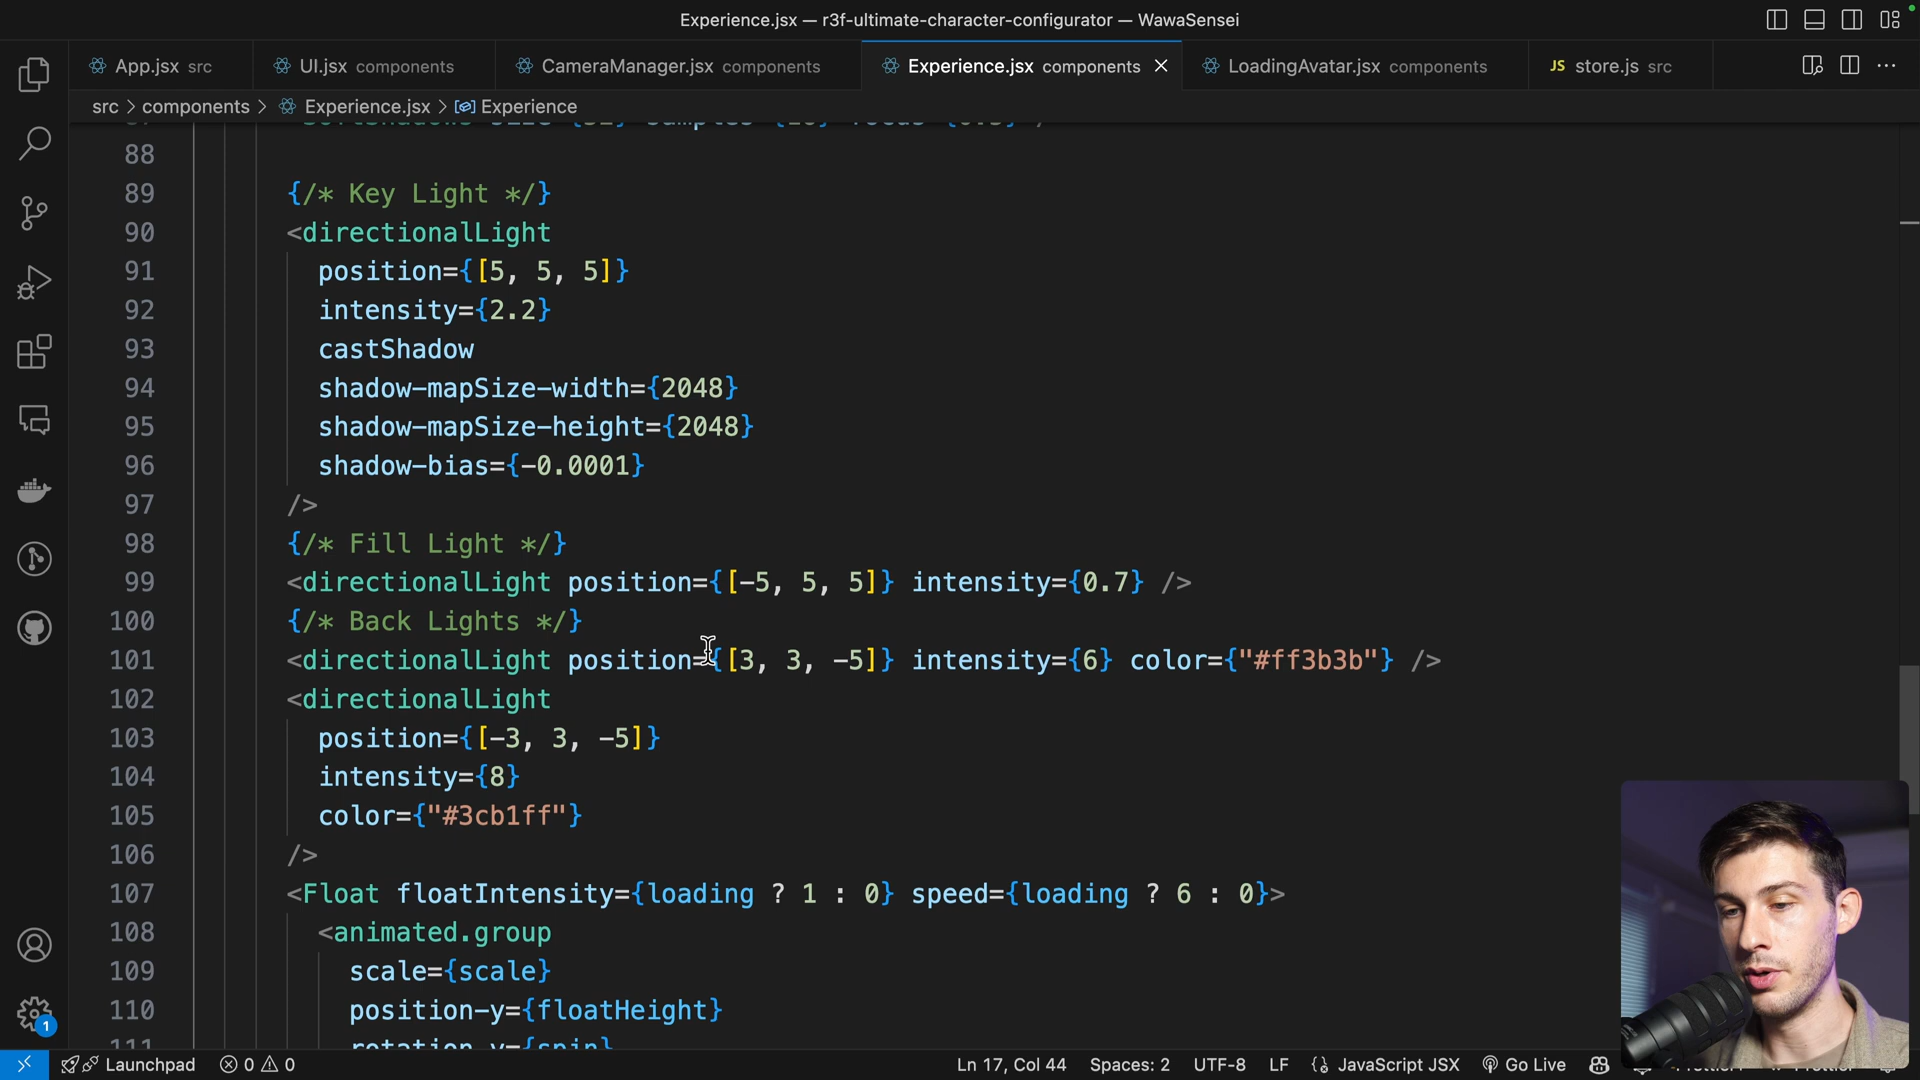 Experience.jsx — r3f-ultimate-character-configurator — WawaSensei
App.jsx src
UI.jsx components
CameraManager.jsx components
Experience.jsx components
LoadingAvatar.jsx components
JS store.js src
src > components > Experience.jsx > Experience
88
89 {/* Key Light */}
90 <directionalLight
91 position={[5, 5, 5]}
92 intensity={2.2}
93 castShadow
94 shadow-mapSize-width={2048}
95 shadow-mapSize-height={2048}
96 shadow-bias={-0.0001}
97 />
98 {/* Fill Light */}
99 <directionalLight position={[-5, 5, 5]} intensity={0.7} />
100 {/* Back Lights */}
101 <directionalLight position={[3, 3, -5]} intensity={6} color={"#ff3b3b"} />
102 <directionalLight
103 position={[-3, 3, -5]}
104 intensity={8}
105 color={"#3cb1ff"}
106 />
107 <Float floatIntensity={loading ? 1 : 0} speed={loading ? 6 : 0}>
108 <animated.group
109 scale={scale}
110 position-y={floatHeight}
111 rotation-y={spin}
1
Launchpad 0 0 Ln 17, Col 44 Spaces: 2 UTF-8 LF {} JavaScript JSX Go Live